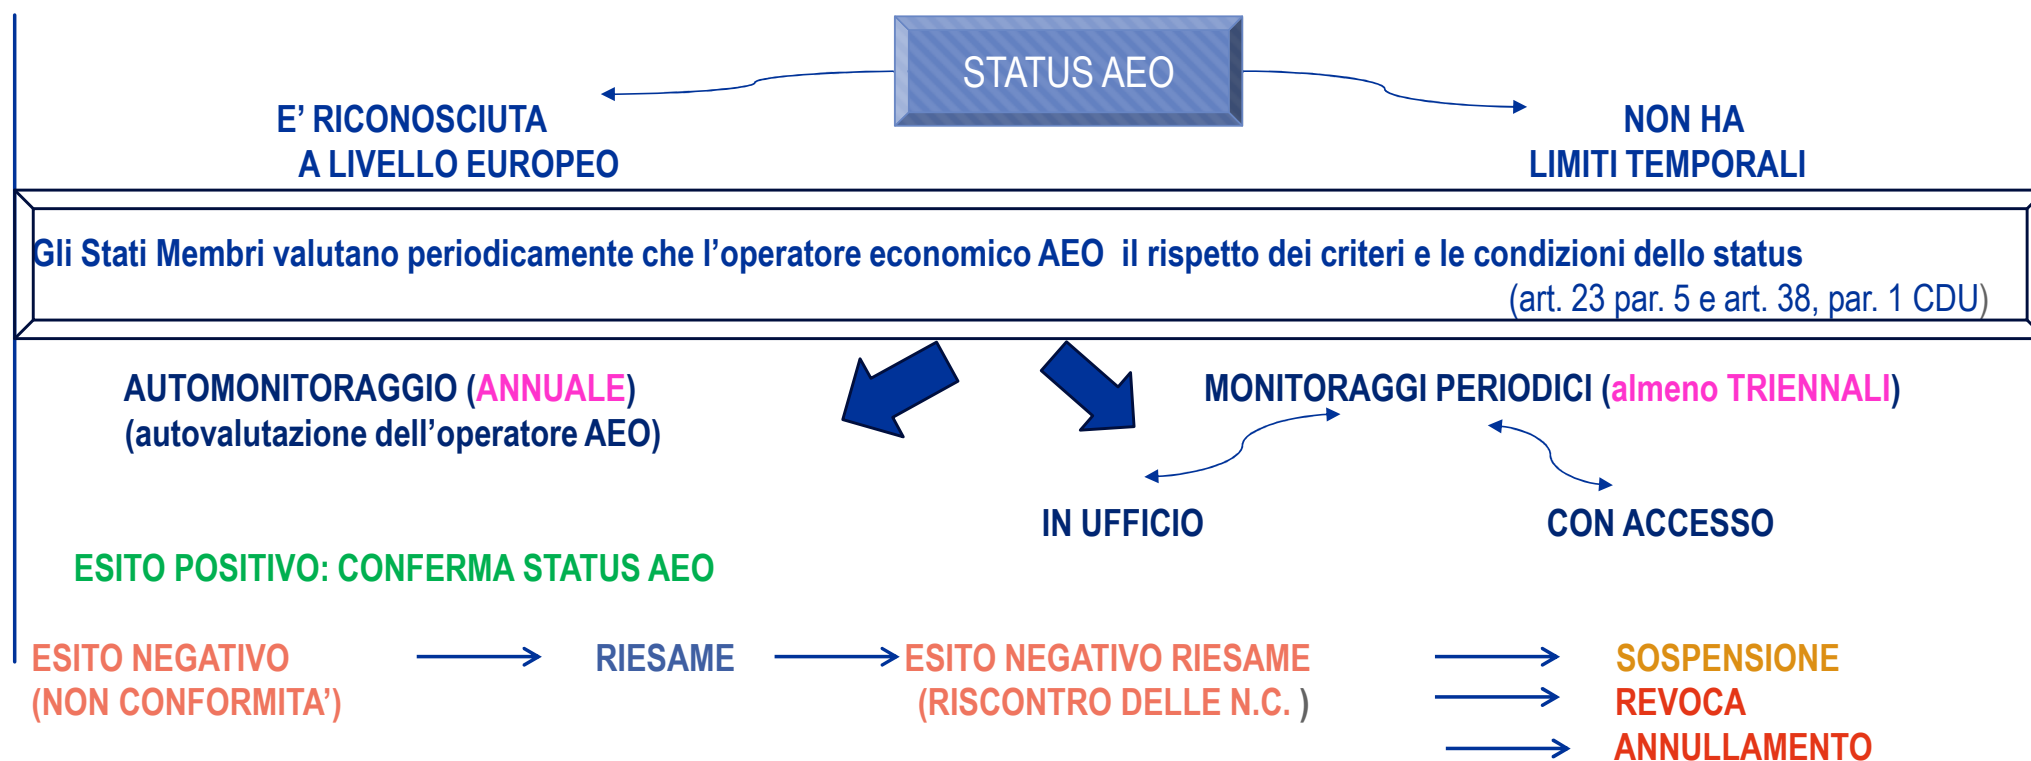 STATUS AEO
E’ RICONOSCIUTA
A LIVELLO EUROPEO
NON HA
LIMITI TEMPORALI
Gli Stati Membri valutano periodicamente che l’operatore economico AEO  il rispetto dei criteri e le condizioni dello status
(art. 23 par. 5 e art. 38, par. 1 CDU)
AUTOMONITORAGGIO (ANNUALE)
(autovalutazione dell’operatore AEO)
MONITORAGGI PERIODICI (almeno TRIENNALI)
IN UFFICIO
CON ACCESSO
ESITO POSITIVO: CONFERMA STATUS AEO
ESITO NEGATIVO
(NON CONFORMITA’)
RIESAME
ESITO NEGATIVO RIESAME
(RISCONTRO DELLE N.C. )
SOSPENSIONE
REVOCA
ANNULLAMENTO